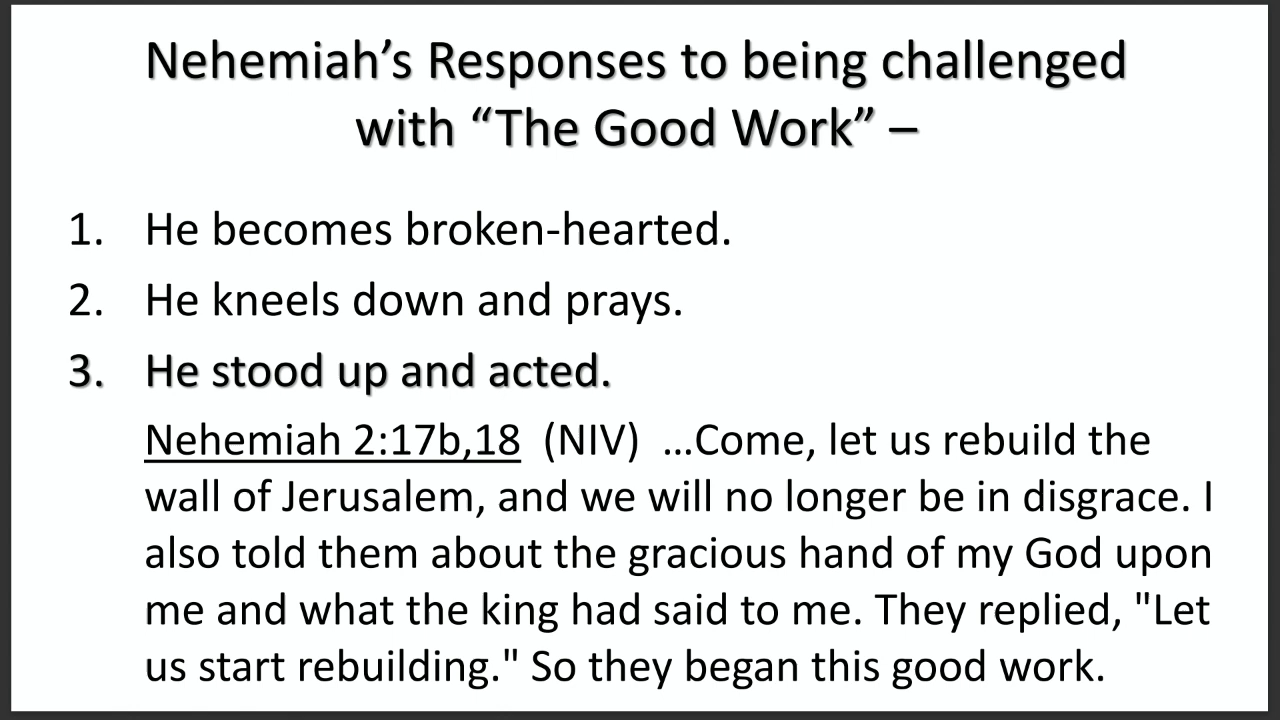 Nehemiah’s Responses to being challenged
with “The Good Work” –
1. He becomes broken-hearted.
2. He kneels down and prays.
3. He stood up and acted.
Nehemiah 2:17b,18 (NIV) …Come, let us rebuild the
wall of Jerusalem, and we will no longer be in disgrace. I
also told them about the gracious hand of my God upon
me and what the king had said to me. They replied, "Let
us start rebuilding." So they began this good work.